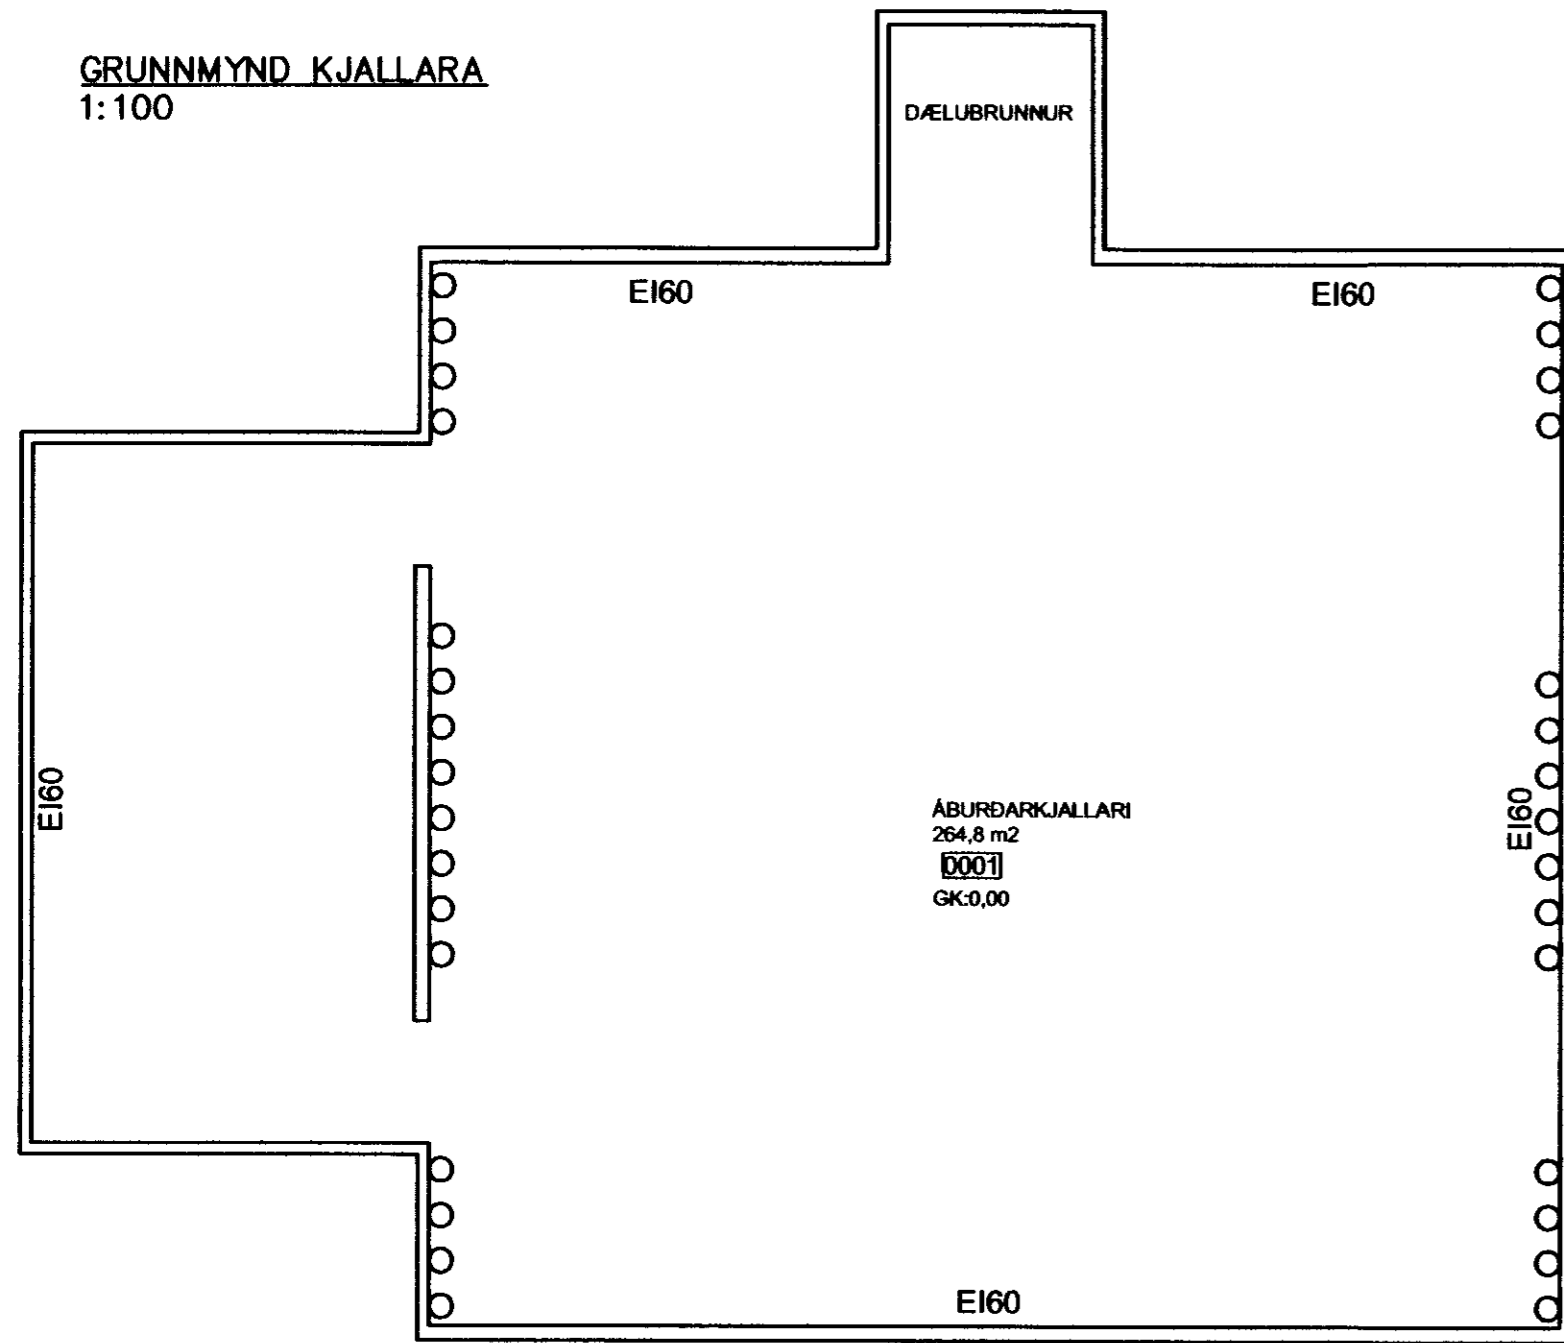 GRUNNMYND KJALLARA
1:100
DÆLUBRUNNUR
EI60
EI60
EI60
ÁBURÐARKJALLARI
264,8 m2
0001
GK:0,00
EI60
EI60